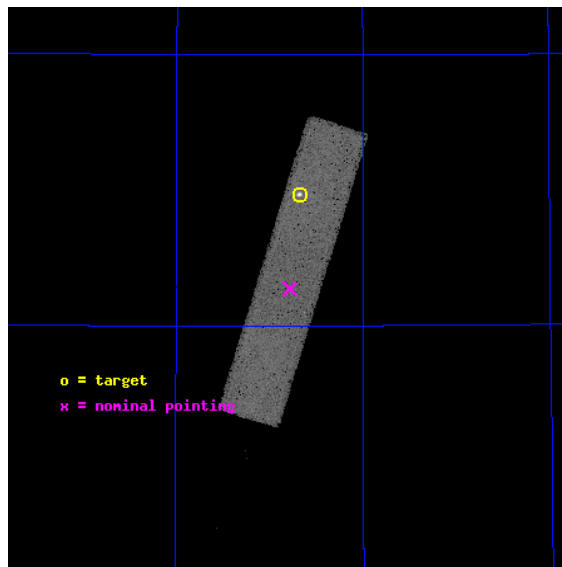 o = target
x = nominal pointing